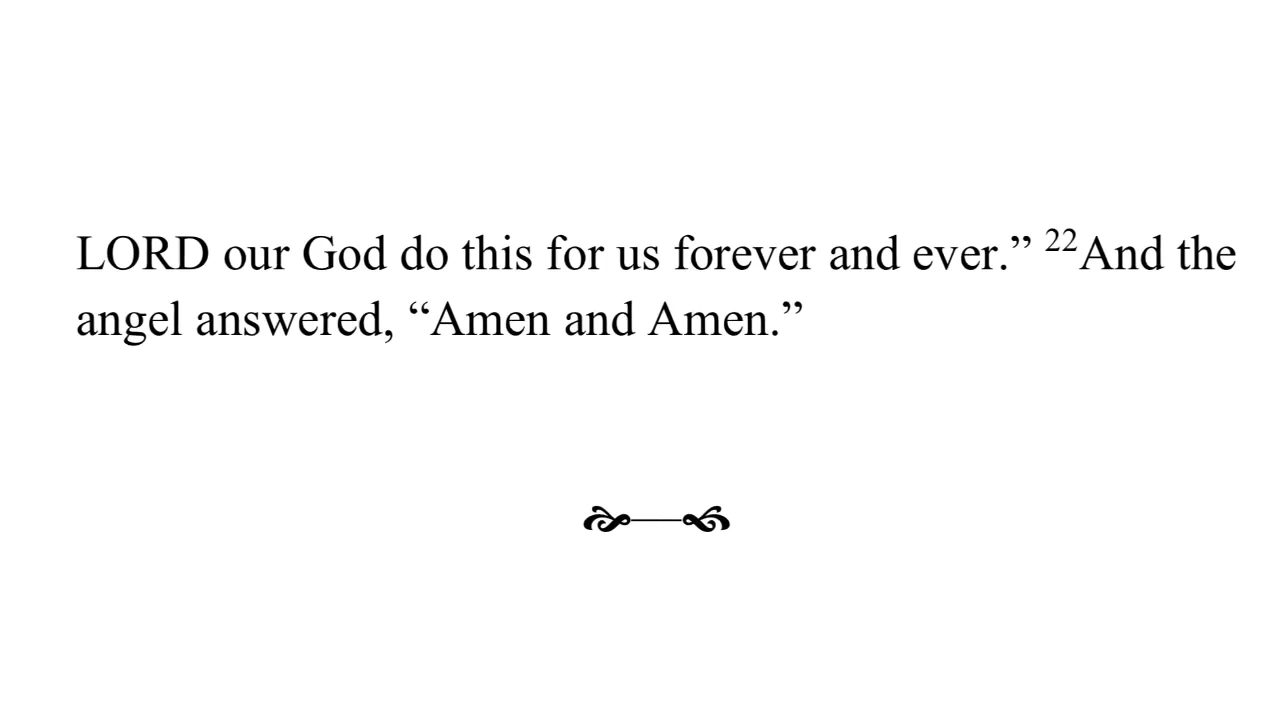 LORD our God do this for us forever and ever.” ²²And the
angel answered, “Amen and Amen.”